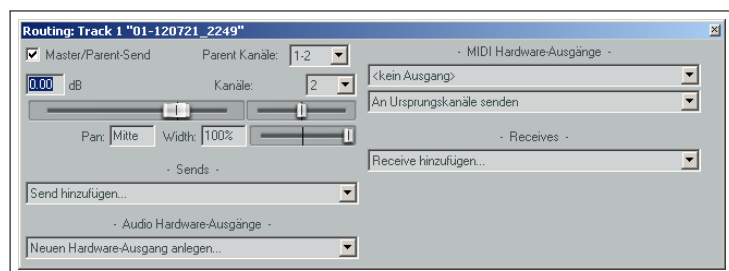 Routing: Track 1 "01-120721_2249"
Master/Parent-Send
Parent Kanäle: 1-2
0.00 dB
Kanäle: 2
Pan: Mitte
Width: 100%
- Sends -
Send hinzufügen...
- Audio Hardware-Ausgänge -
Neuen Hardware-Ausgang anlegen...
- MIDI Hardware-Ausgänge -
<kein Ausgang>
An Ursprungskanäle senden
- Receives -
Receive hinzufügen...